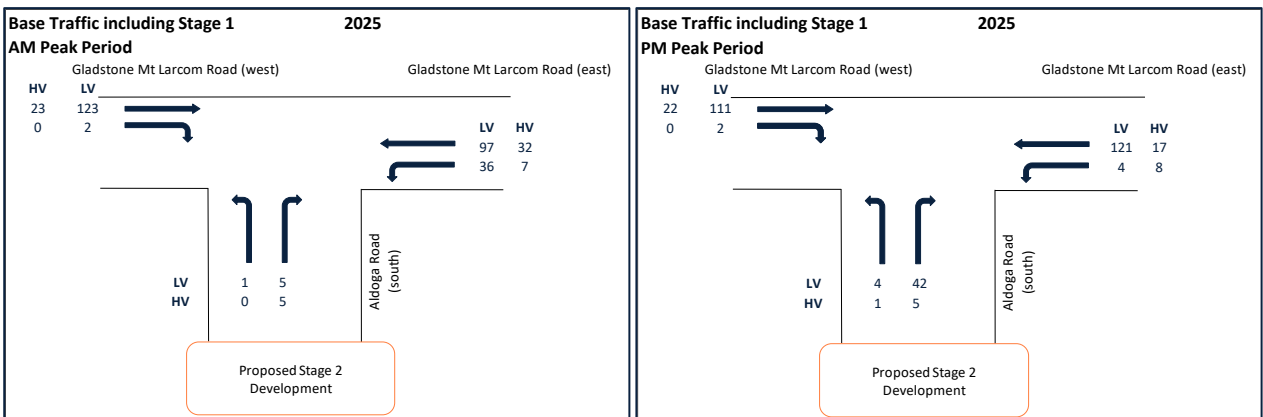 Base Traffic including Stage 1 2025
AM Peak Period
Gladstone Mt Larcom Road (west) Gladstone Mt Larcom Road (east)
HV LV
23 123
0 2
LV HV
97 32
36 7
Aldoga Road
(south)
LV 1 5
HV 0 5
Proposed Stage 2
Development
Base Traffic including Stage 1 2025
PM Peak Period
Gladstone Mt Larcom Road (west) Gladstone Mt Larcom Road (east)
HV LV
22 111
0 2
LV HV
121 17
4 8
Aldoga Road
(south)
LV 4 42
HV 1 5
Proposed Stage 2
Development